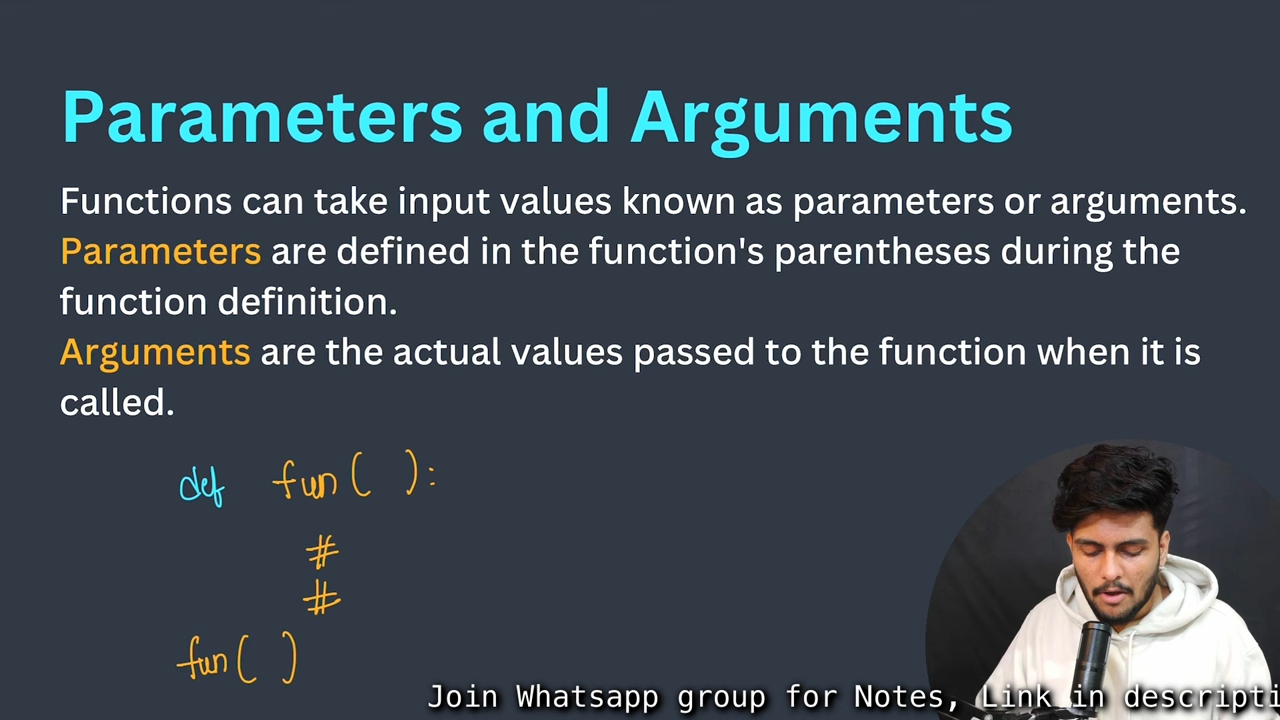 Parameters and Arguments
Functions can take input values known as parameters or arguments.
Parameters are defined in the function's parentheses during the
function definition.
Arguments are the actual values passed to the function when it is
called.
def fun( ):
#
#
fun( )
Join Whatsapp group for Notes, Link in descripti